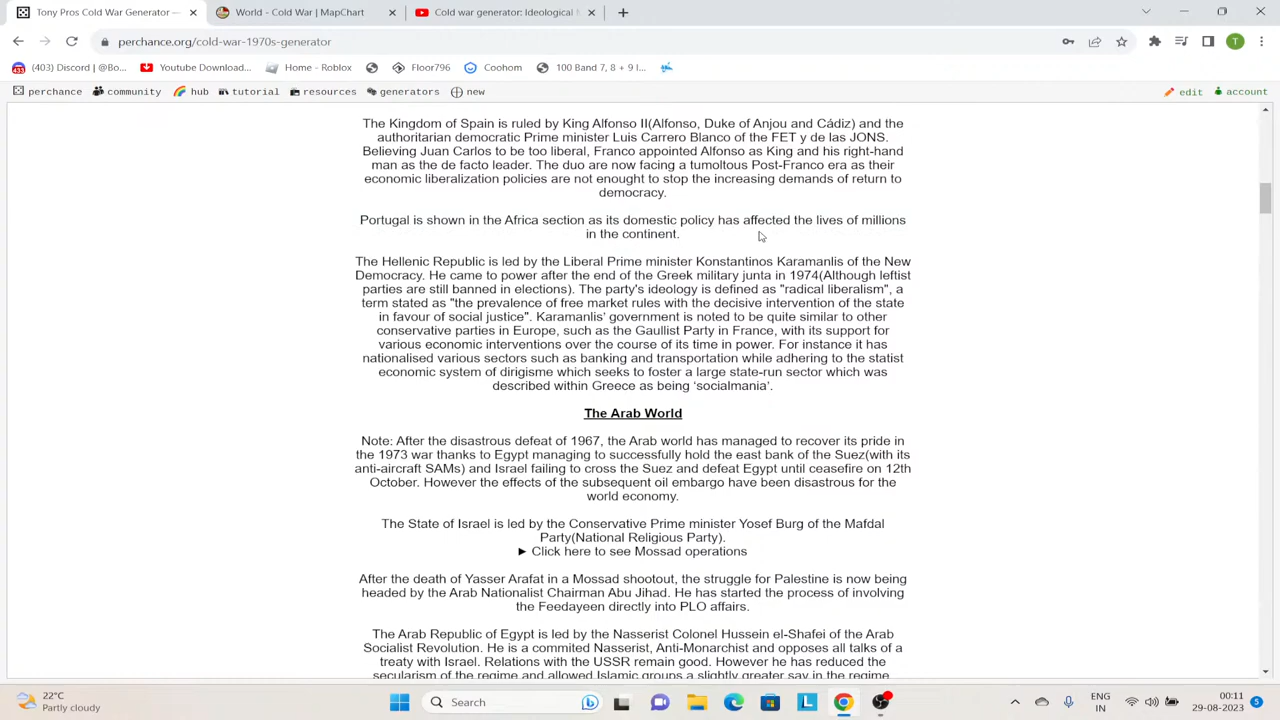 Tony Pros Cold War Generator —
World - Cold War | MapChart
Cold war generator: Ideological
perchance.org/cold-war-1970s-generator
(403) Discord | @Bo...
Youtube Download...
Home - Roblox
Floor796
Coohom
100 Band 7, 8 + 9 I...
perchance
community
hub
tutorial
resources
generators
new
edit
account
The Kingdom of Spain is ruled by King Alfonso II(Alfonso, Duke of Anjou and Cádiz) and the
authoritarian democratic Prime minister Luis Carrero Blanco of the FET y de las JONS.
Believing Juan Carlos to be too liberal, Franco appointed Alfonso as King and his right-hand
man as the de facto leader. The duo are now facing a tumoltous Post-Franco era as their
economic liberalization policies are not enought to stop the increasing demands of return to
democracy.
Portugal is shown in the Africa section as its domestic policy has affected the lives of millions
in the continent.
The Hellenic Republic is led by the Liberal Prime minister Konstantinos Karamanlis of the New
Democracy. He came to power after the end of the Greek military junta in 1974(Although leftist
parties are still banned in elections). The party's ideology is defined as "radical liberalism", a
term stated as "the prevalence of free market rules with the decisive intervention of the state
in favour of social justice". Karamanlis' government is noted to be quite similar to other
conservative parties in Europe, such as the Gaullist Party in France, with its support for
various economic interventions over the course of its time in power. For instance it has
nationalised various sectors such as banking and transportation while adhering to the statist
economic system of dirigisme which seeks to foster a large state-run sector which was
described within Greece as being ‘socialmania’.
The Arab World
Note: After the disastrous defeat of 1967, the Arab world has managed to recover its pride in
the 1973 war thanks to Egypt managing to successfully hold the east bank of the Suez(with its
anti-aircraft SAMs) and Israel failing to cross the Suez and defeat Egypt until ceasefire on 12th
October. However the effects of the subsequent oil embargo have been disastrous for the
world economy.
The State of Israel is led by the Conservative Prime minister Yosef Burg of the Mafdal
Party(National Religious Party).
► Click here to see Mossad operations
After the death of Yasser Arafat in a Mossad shootout, the struggle for Palestine is now being
headed by the Arab Nationalist Chairman Abu Jihad. He has started the process of involving
the Feedayeen directly into PLO affairs.
The Arab Republic of Egypt is led by the Nasserist Colonel Hussein el-Shafei of the Arab
Socialist Revolution. He is a commited Nasserist, Anti-Monarchist and opposes all talks of a
treaty with Israel. Relations with the USSR remain good. However he has reduced the
secularism of the regime and allowed Islamic groups a slightly greater say in the regime
22°C
Partly cloudy
Search
ENG
IN
00:11
29-08-2023
5